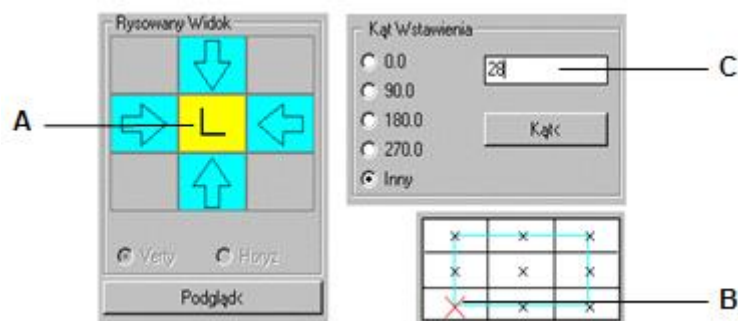 Rysowany Widok
A
Verty
Horyz
Podgląd<
Kąt Wstawienia
0.0
90.0
180.0
270.0
Inny
28
Kąt<
C
B